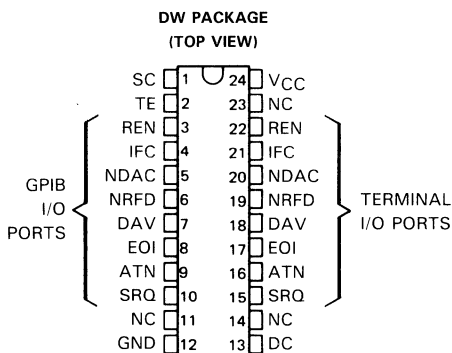 DW PACKAGE
(TOP VIEW)
SC 1 24 VCC
TE 2 23 NC
REN 3 22 REN
IFC 4 21 IFC
NDAC 5 20 NDAC
NRFD 6 19 NRFD
DAV 7 18 DAV
EOI 8 17 EOI
ATN 9 16 ATN
SRQ 10 15 SRQ
NC 11 14 NC
GND 12 13 DC
GPIB
I/O
PORTS
TERMINAL
I/O PORTS